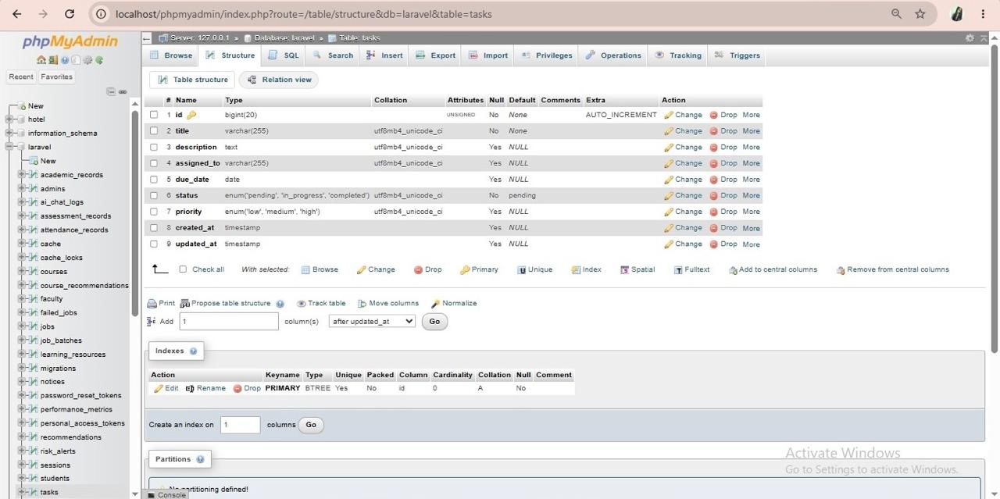 localhost/phpmyadmin/index.php?route=/table/structure&db=laravel&table=tasks
phpMyAdmin
Recent Favorites
New
hotel
information_schema
laravel
New
academic_records
admins
ai_chat_logs
assessment_records
attendance_records
cache
cache_locks
courses
course_recommendations
faculty
failed_jobs
jobs
job_batches
learning_resources
migrations
notices
password_reset_tokens
performance_metrics
personal_access_tokens
recommendations
risk_alerts
sessions
students
tasks
Server: 127.0.0.1 » Database: laravel » Table: tasks
Browse Structure SQL Search Insert Export Import Privileges Operations Tracking Triggers
Table structure Relation view
# Name Type Collation Attributes Null Default Comments Extra Action
1 id bigint(20) UNSIGNED No None AUTO_INCREMENT Change Drop More
2 title varchar(255) utf8mb4_unicode_ci No None Change Drop More
3 description text utf8mb4_unicode_ci Yes NULL Change Drop More
4 assigned_to varchar(255) utf8mb4_unicode_ci Yes NULL Change Drop More
5 due_date date Yes NULL Change Drop More
6 status enum('pending', 'in_progress', 'completed') utf8mb4_unicode_ci No pending Change Drop More
7 priority enum('low', 'medium', 'high') utf8mb4_unicode_ci Yes NULL Change Drop More
8 created_at timestamp Yes NULL Change Drop More
9 updated_at timestamp Yes NULL Change Drop More
Check all With selected: Browse Change Drop Primary Unique Index Spatial Fulltext Add to central columns Remove from central columns
Print Propose table structure Track table Move columns Normalize
Add 1 column(s) after updated_at Go
Indexes
Action Keyname Type Unique Packed Column Cardinality Collation Null Comment
Edit Rename Drop PRIMARY BTREE Yes No id 0 A No
Create an index on 1 columns Go
Partitions
No partitioning defined!
Console
Activate Windows
Go to Settings to activate Windows.